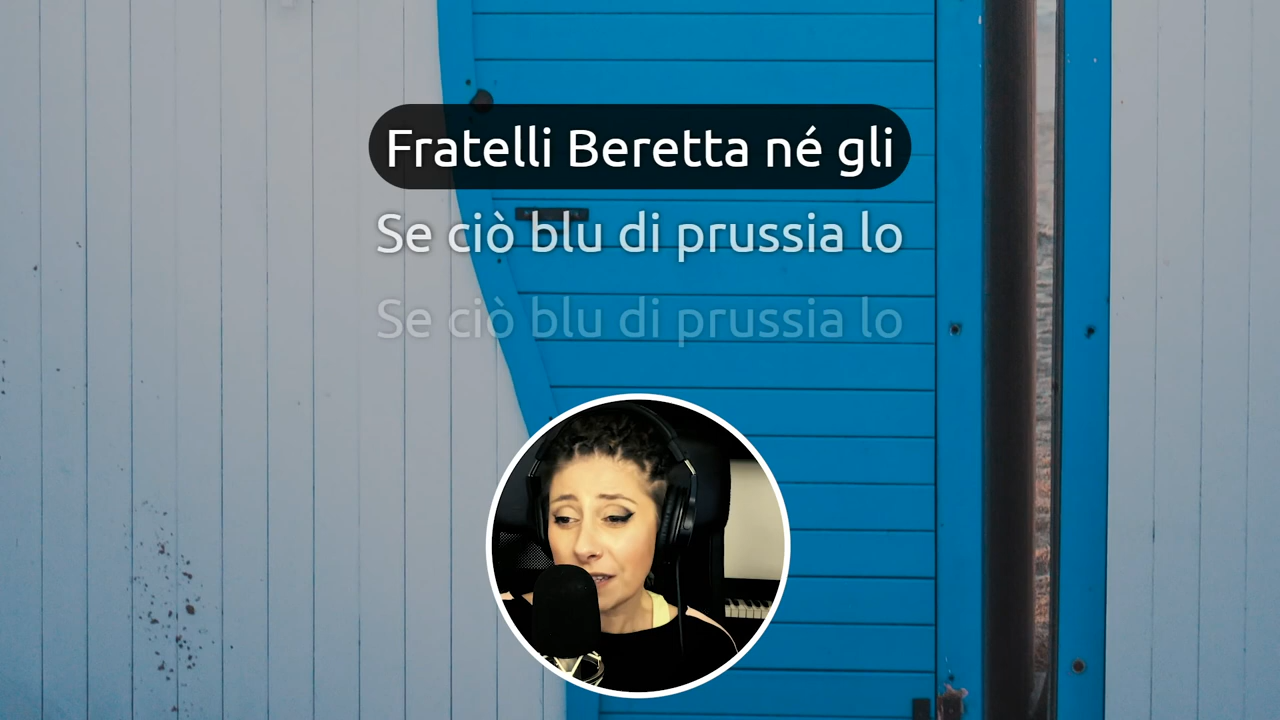 Fratelli Beretta né gli
Se ciò blu di prussia lo
Se ciò blu di prussia lo